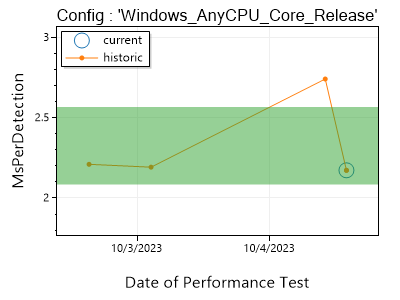 Config : 'Windows_AnyCPU_Core_Release'
current
historic
3
2.5
2
MsPerDetection
10/3/2023
10/4/2023
Date of Performance Test